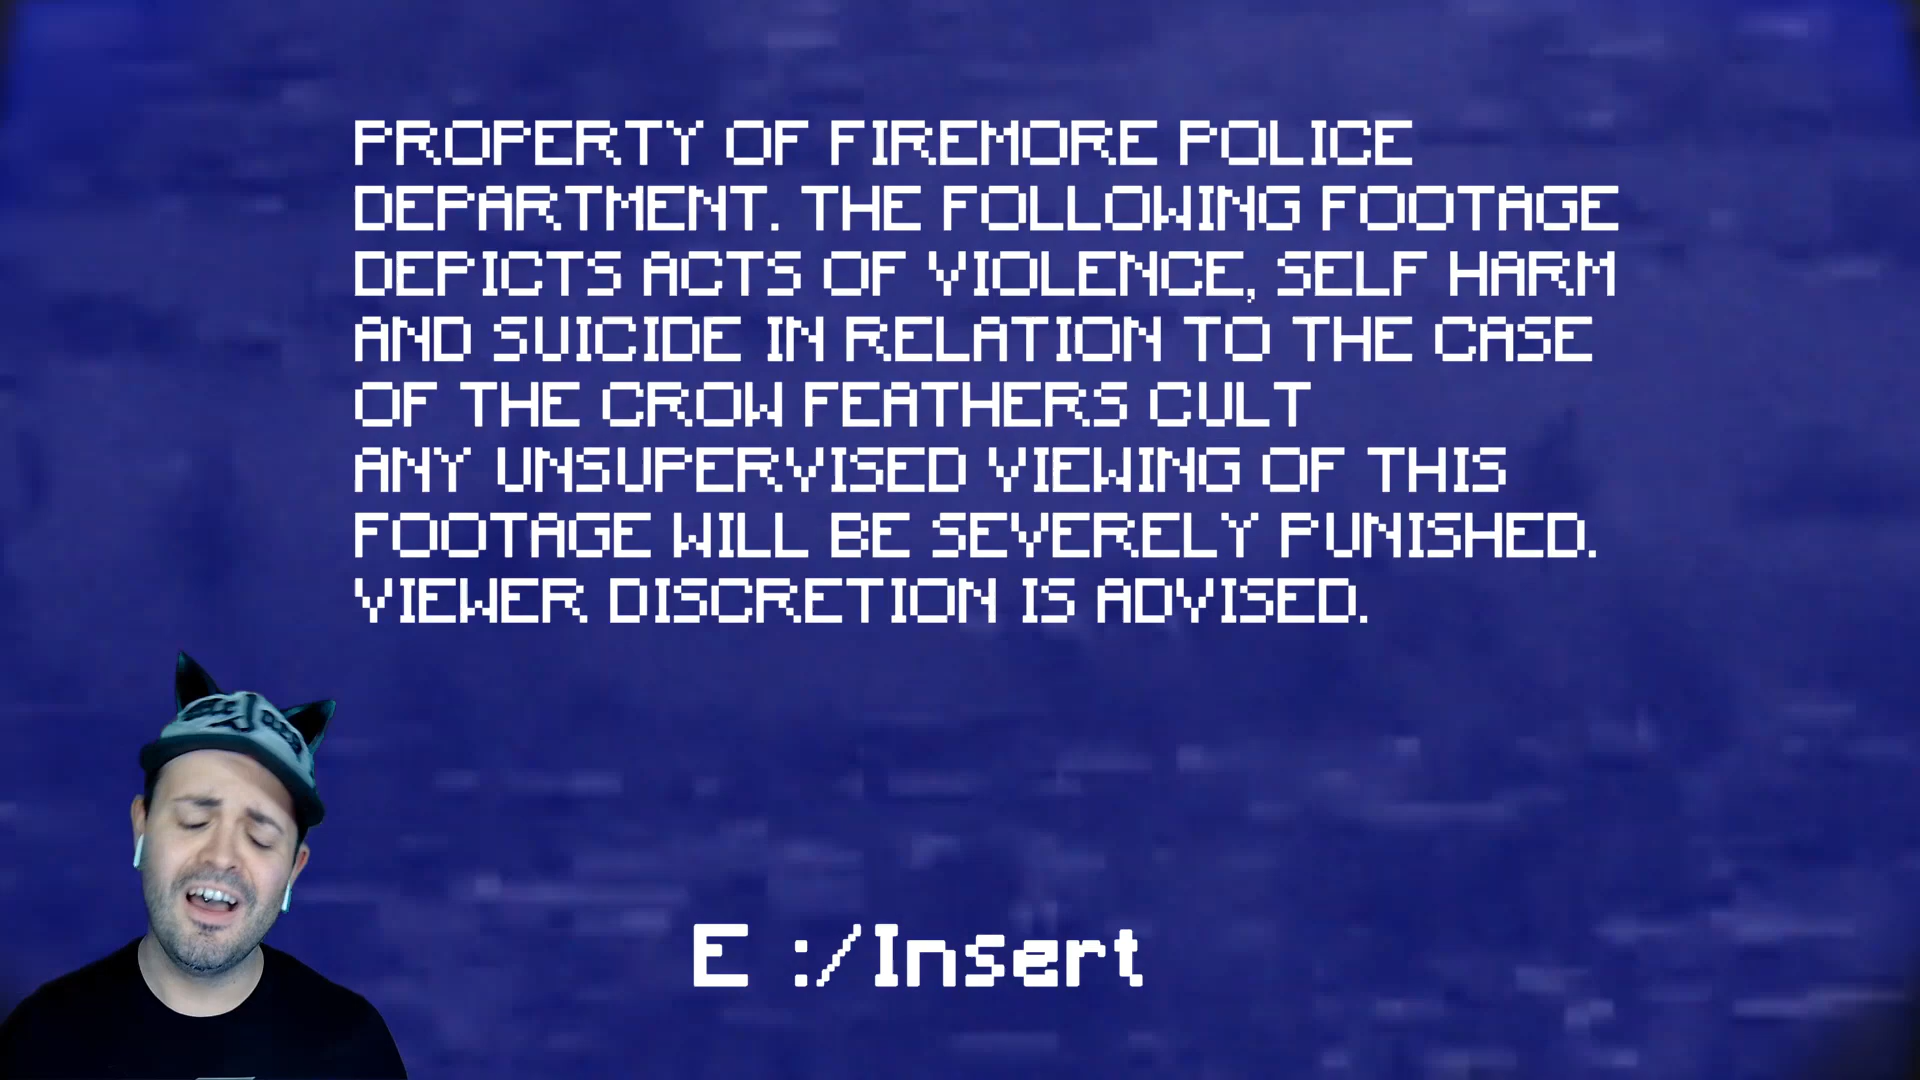 PROPERTY OF FIREMORE POLICE
DEPARTMENT. THE FOLLOWING FOOTAGE
DEPICTS ACTS OF VIOLENCE, SELF HARM
AND SUICIDE IN RELATION TO THE CASE
OF THE CROW FEATHERS CULT
ANY UNSUPERVISED VIEWING OF THIS
FOOTAGE WILL BE SEVERELY PUNISHED.
VIEWER DISCRETION IS ADVISED.
E :/Insert